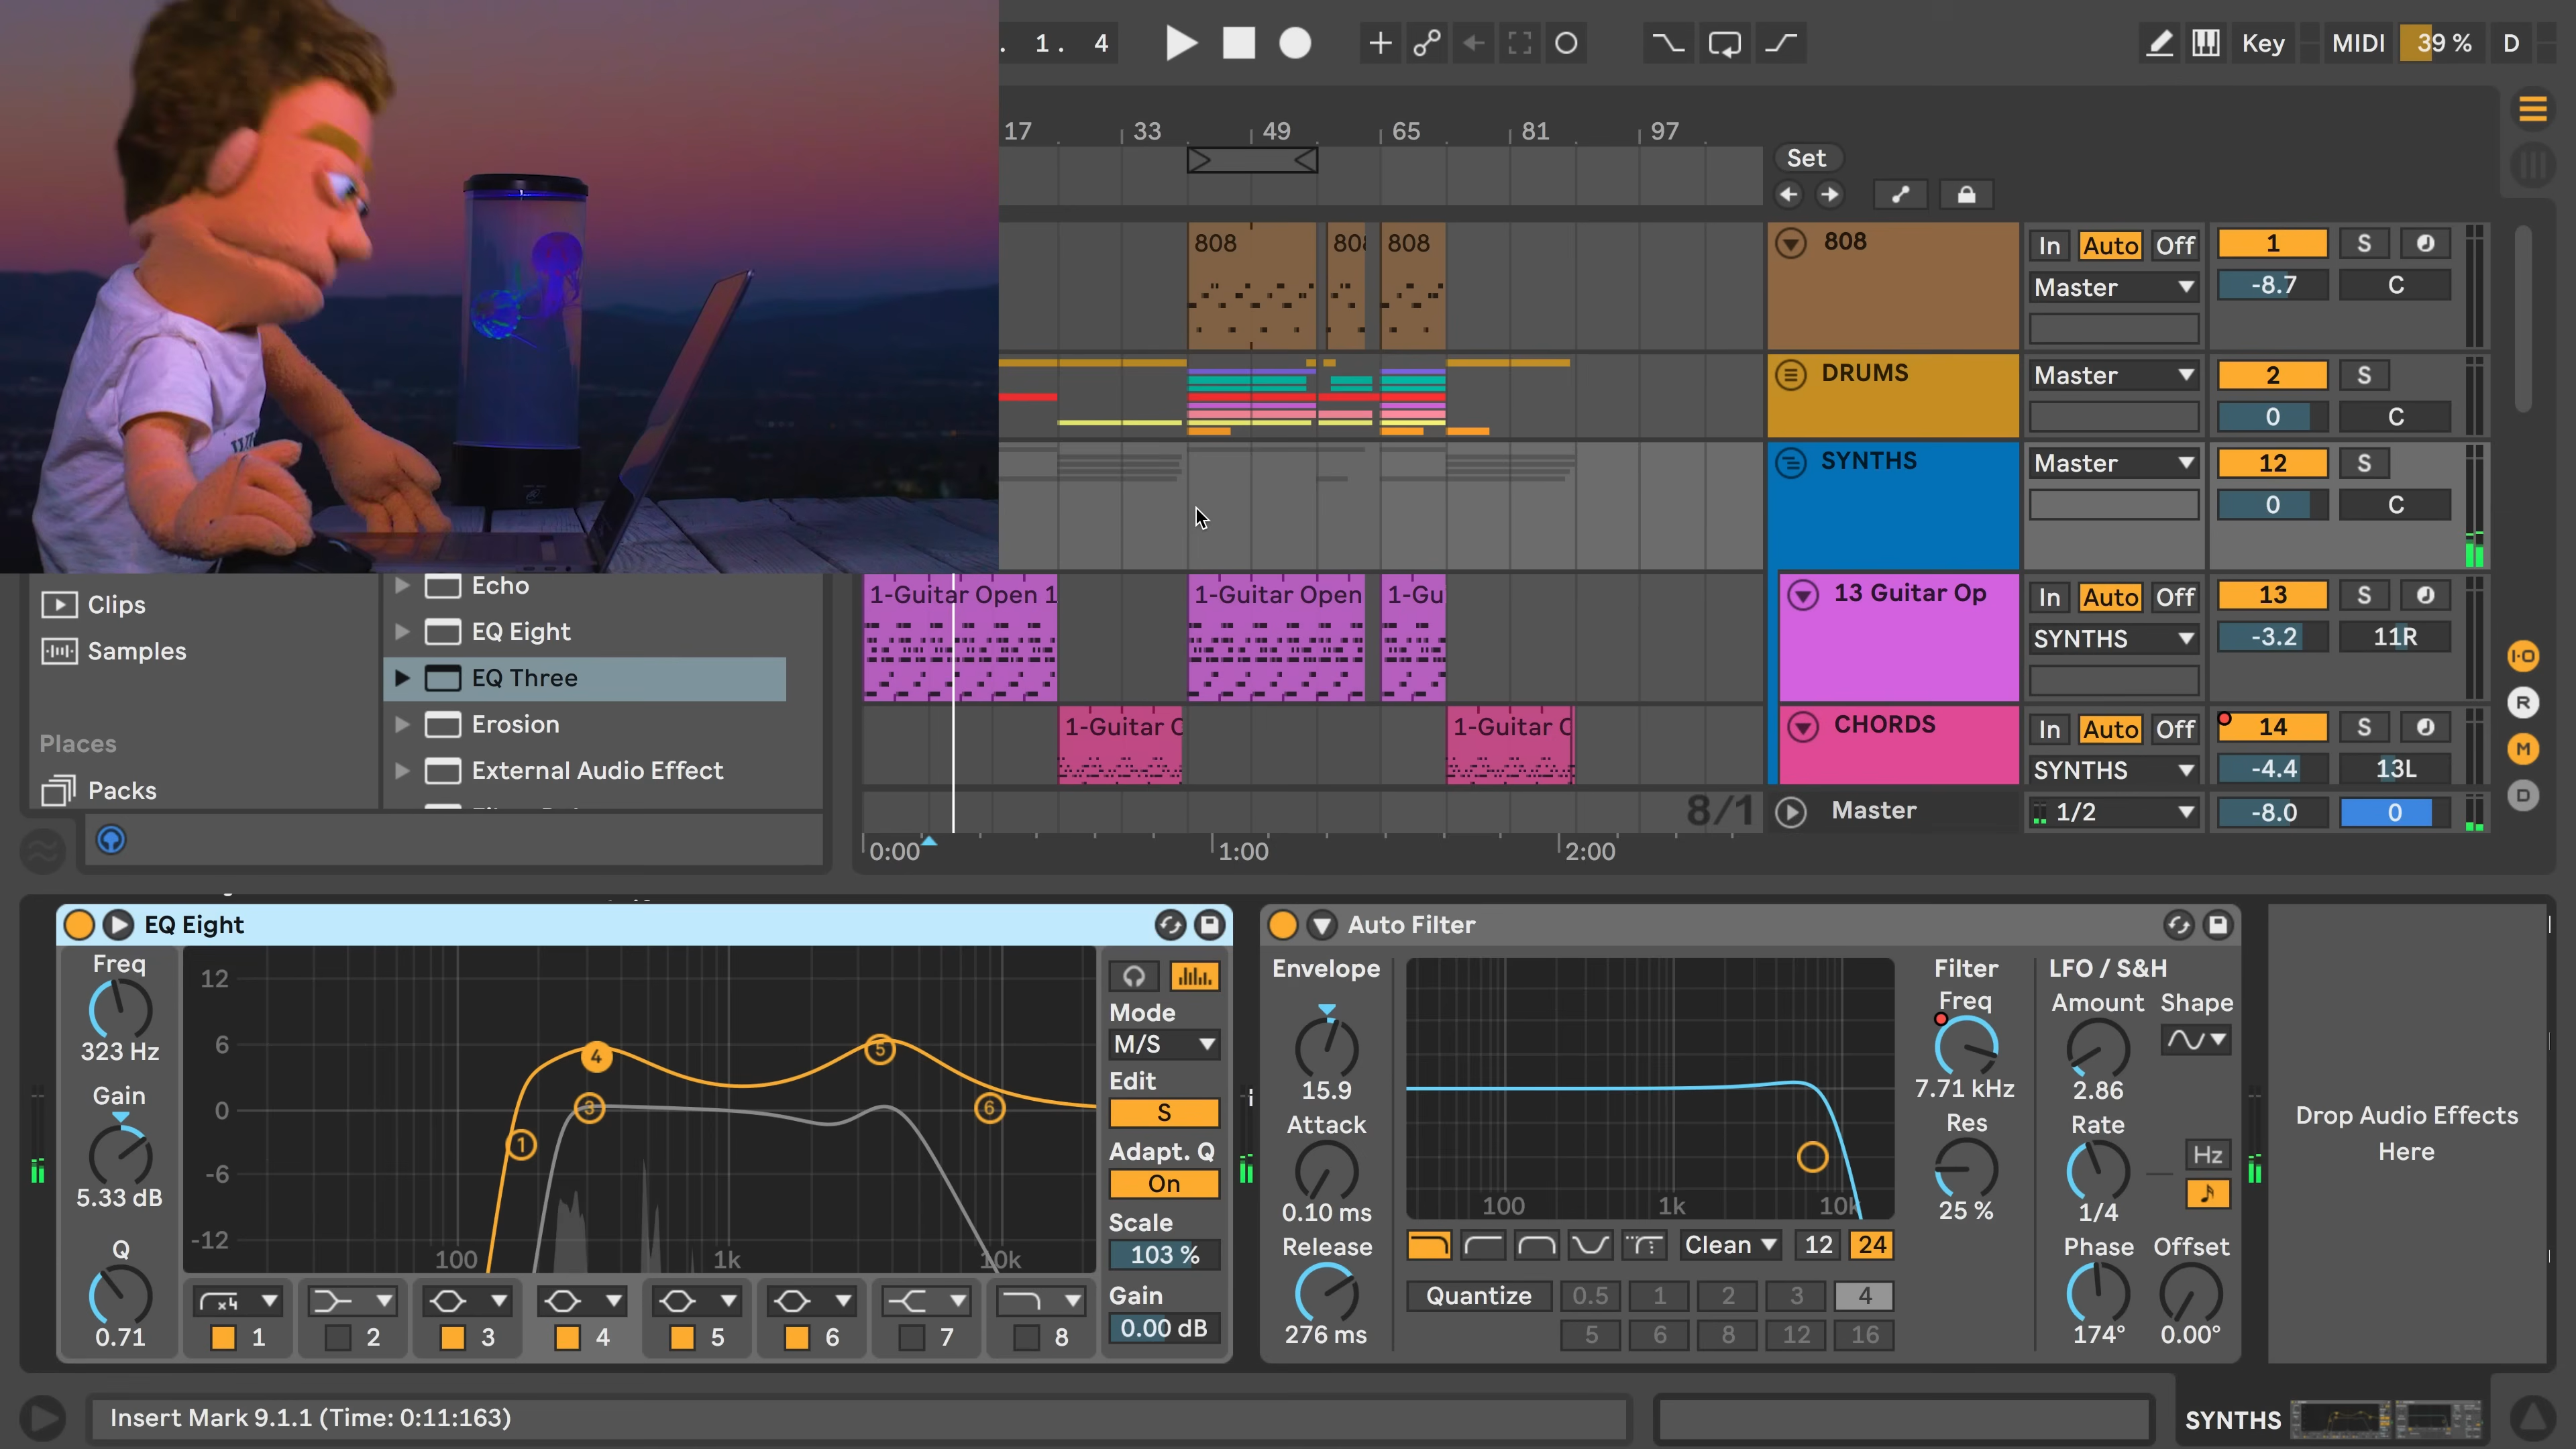 . 1. 4
Key
MIDI
39 %
D
17
33
49
65
81
97
Set
808
808
808
In
Auto
Off
1
S
Master
-8.7
C
DRUMS
Master
2
S
0
C
SYNTHS
Master
12
S
0
C
Clips
Samples
Places
Packs
Echo
EQ Eight
EQ Three
Erosion
External Audio Effect
1-Guitar Open 1
1-Guitar Open
1-Gu
13 Guitar Op
In
Auto
Off
13
S
SYNTHS
-3.2
11R
1-Guitar
1-Guitar
CHORDS
In
Auto
Off
14
S
SYNTHS
-4.4
13L
8/1
Master
1/2
-8.0
0
0:00
1:00
2:00
I·O
R
M
D
EQ Eight
Freq
323 Hz
Gain
5.33 dB
Q
0.71
12
6
0
-6
-12
100
1k
10k
1
3
4
5
6
1
2
3
4
5
6
7
8
x4
Mode
M/S
Edit
S
Adapt. Q
On
Scale
103 %
Gain
0.00 dB
Auto Filter
Envelope
15.9
Attack
0.10 ms
Release
276 ms
100
1k
10k
Clean
12
24
Quantize
0.5
1
2
3
4
5
6
8
12
16
Filter
Freq
7.71 kHz
Res
25 %
LFO / S&H
Amount
Shape
2.86
Rate
Hz
1/4
Phase
Offset
174°
0.00°
Drop Audio Effects
Here
Insert Mark 9.1.1 (Time: 0:11:163)
SYNTHS